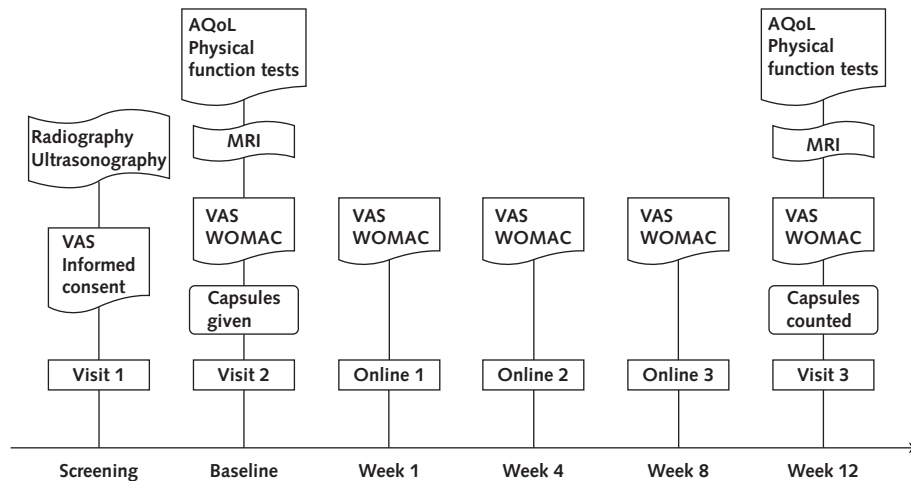 AQoL
Physical
function tests
AQoL
Physical
function tests
Radiography
Ultrasonography
MRI
MRI
VAS
WOMAC
VAS
WOMAC
VAS
WOMAC
VAS
WOMAC
VAS
WOMAC
VAS
Informed
consent
Capsules
given
Capsules
counted
Visit 1
Visit 2
Online 1
Online 2
Online 3
Visit 3
Screening
Baseline
Week 1
Week 4
Week 8
Week 12